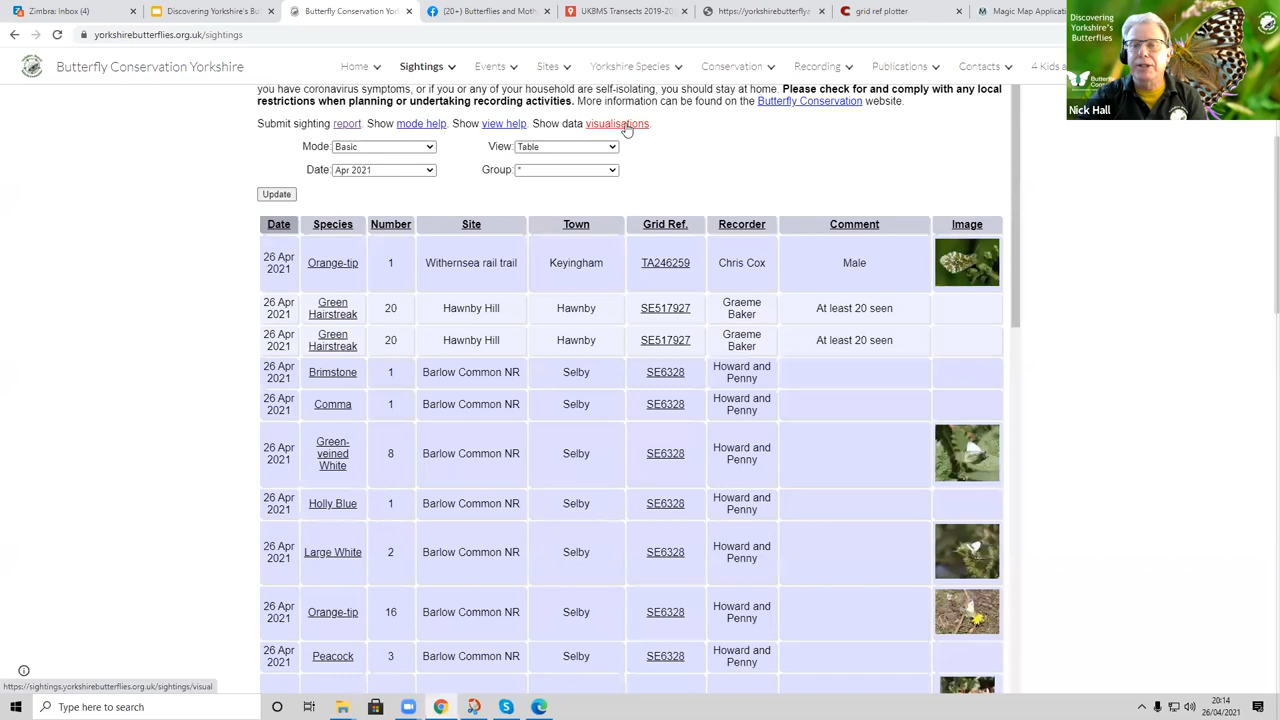 Zimbra: Inbox
Discovering Yorkshire's B
Butterfly Conservation York
(20+) Butterflies and Moth
UKBMS Transects 2019-20
https://yorkshirebutterflie
grid ref plotter
Magic Map Applicati
yorkshirebutterflies.org.uk/sightings
Butterfly Conservation Yorkshire
Home
Sightin
Events
Yorkshire Species
Conservation
Recording
Publications
Contacts
4 Kids a
you have coronavirus symptoms, or if you or any of your household are self-isolating, you should stay at home. Please check for and comply with any local
restrictions when planning or undertaking recording activities. More information can be found on the Butterfly Conservation website.
Submit sighting report. Show mode help. Show view help. Show data visualisations.
Mode: Basic View: Table
Date: Apr 2021 Group: *
Update
Date Species Number Site Town Grid Ref. Recorder Comment Image
26 Apr 2021 Orange-tip 1 Withernsea rail trail Keyingham TA246259 Chris Cox Male
26 Apr 2021 Green Hairstreak 20 Hawnby Hill Hawnby SE517927 Graeme Baker At least 20 seen
26 Apr 2021 Green Hairstreak 20 Hawnby Hill Hawnby SE517927 Graeme Baker At least 20 seen
26 Apr 2021 Brimstone 1 Barlow Common NR Selby SE6328 Howard and Penny
26 Apr 2021 Comma 1 Barlow Common NR Selby SE6328 Howard and Penny
26 Apr 2021 Green-veined White 8 Barlow Common NR Selby SE6328 Howard and Penny
26 Apr 2021 Holly Blue 1 Barlow Common NR Selby SE6328 Howard and Penny
26 Apr 2021 Large White 2 Barlow Common NR Selby SE6328 Howard and Penny
26 Apr 2021 Orange-tip 16 Barlow Common NR Selby SE6328 Howard and Penny
26 Apr 2021 Peacock 3 Barlow Common NR Selby SE6328 Howard and Penny
https://sightings.yorkshirebutterflies.org.uk/sightings/visual
Type here to search
20:14
26/04/2021
Discovering
Yorkshire's
Butterflies
Nick Hall